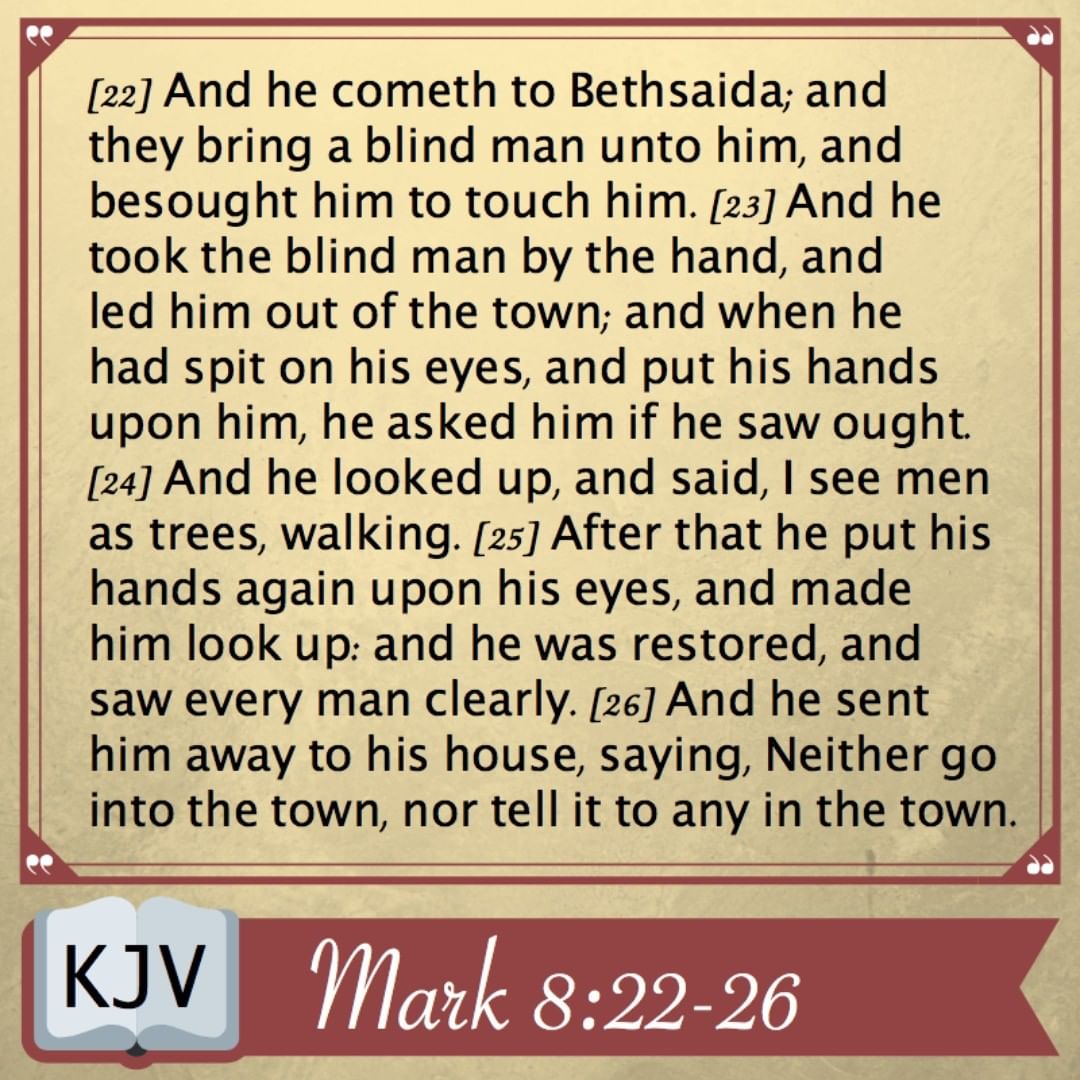 [22] And he cometh to Bethsaida; and
they bring a blind man unto him, and
besought him to touch him. [23] And he
took the blind man by the hand, and
led him out of the town; and when he
had spit on his eyes, and put his hands
upon him, he asked him if he saw ought.
[24] And he looked up, and said, I see men
as trees, walking. [25] After that he put his
hands again upon his eyes, and made
him look up: and he was restored, and
saw every man clearly. [26] And he sent
him away to his house, saying, Neither go
into the town, nor tell it to any in the town.
KJV
Mark 8:22-26